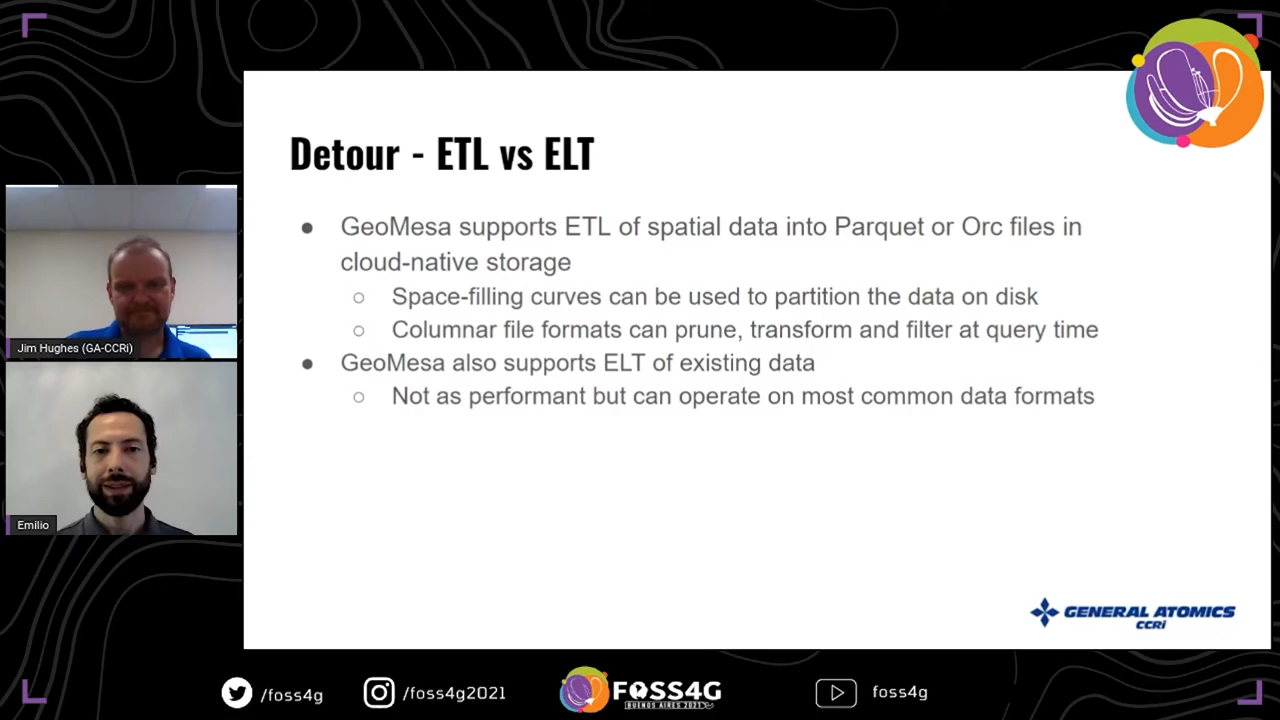 Detour - ETL vs ELT
● GeoMesa supports ETL of spatial data into Parquet or Orc files in
cloud-native storage
○ Space-filling curves can be used to partition the data on disk
○ Columnar file formats can prune, transform and filter at query time
● GeoMesa also supports ELT of existing data
○ Not as performant but can operate on most common data formats
Jim Hughes (GA-CCRi)
Emilio
GENERAL ATOMICS
CCRi
/foss4g
/foss4g2021
FOSS4G
BUENOS AIRES 2021
foss4g